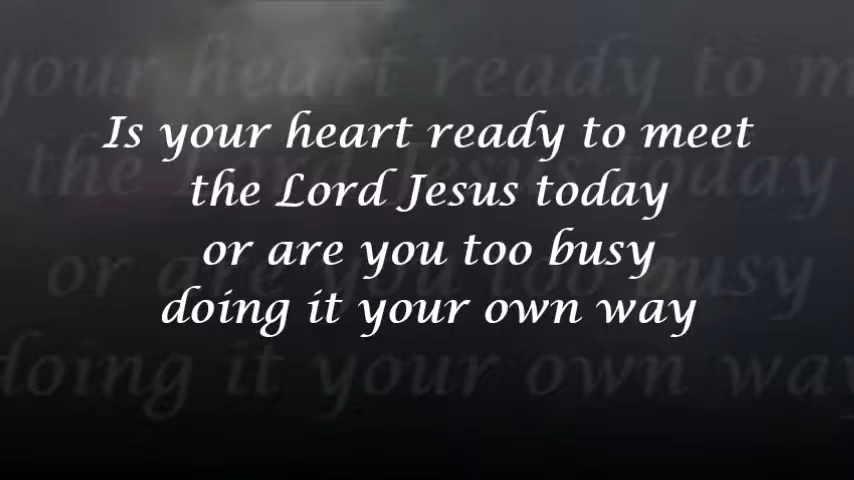 Is your heart ready to meet
the Lord Jesus today
or are you too busy
doing it your own way